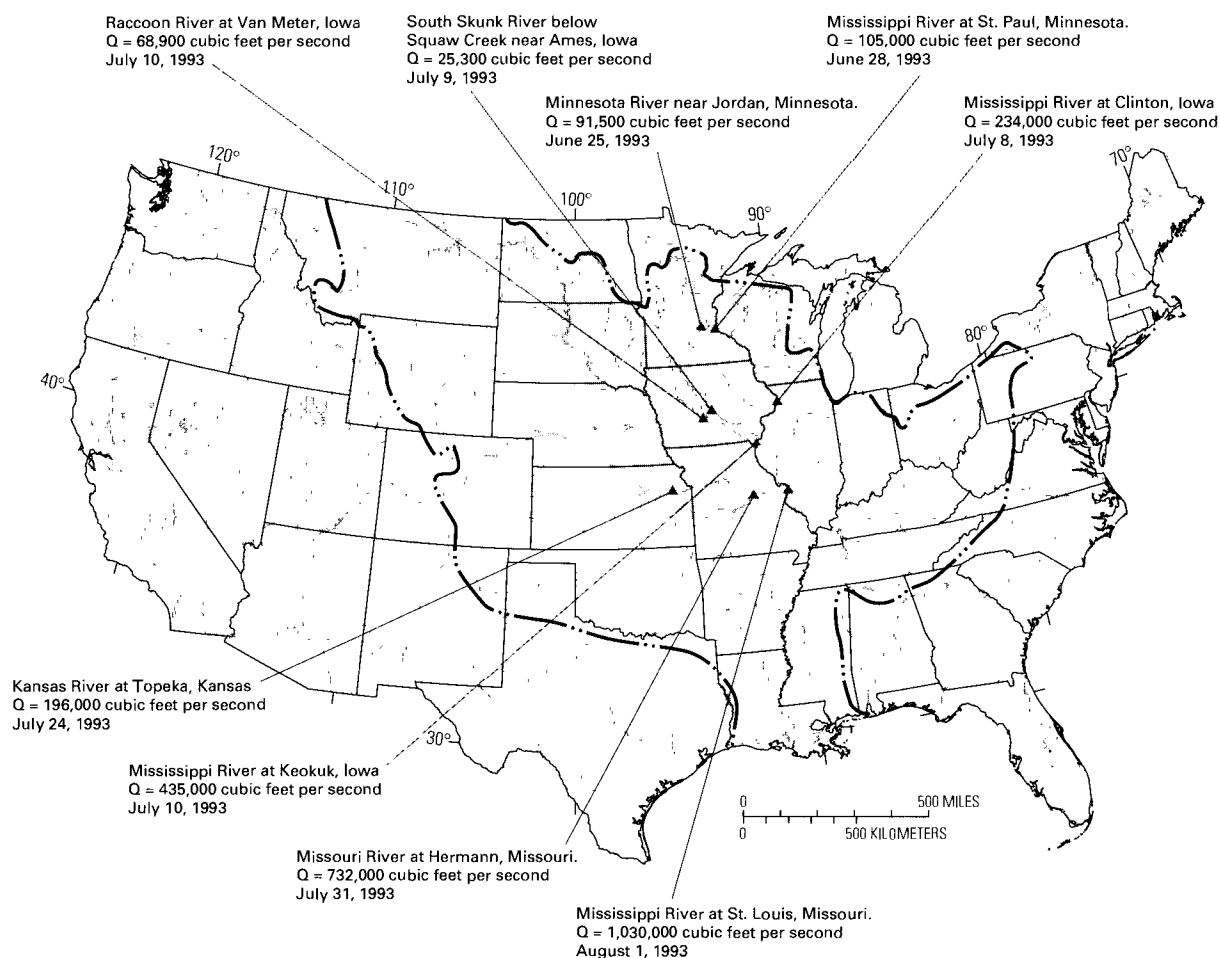 Raccoon River at Van Meter, Iowa
Q = 68,900 cubic feet per second
July 10, 1993
South Skunk River below
Squaw Creek near Ames, Iowa
Q = 25,300 cubic feet per second
July 9, 1993
Mississippi River at St. Paul, Minnesota.
Q = 105,000 cubic feet per second
June 28, 1993
Minnesota River near Jordan, Minnesota.
Q = 91,500 cubic feet per second
June 25, 1993
Mississippi River at Clinton, Iowa
Q = 234,000 cubic feet per second
July 8, 1993
120°
110°
100°
90°
70°
80°
40°
30°
Kansas River at Topeka, Kansas
Q = 196,000 cubic feet per second
July 24, 1993
Mississippi River at Keokuk, Iowa
Q = 435,000 cubic feet per second
July 10, 1993
0 500 MILES
0 500 KILOMETERS
Missouri River at Hermann, Missouri.
Q = 732,000 cubic feet per second
July 31, 1993
Mississippi River at St. Louis, Missouri.
Q = 1,030,000 cubic feet per second
August 1, 1993